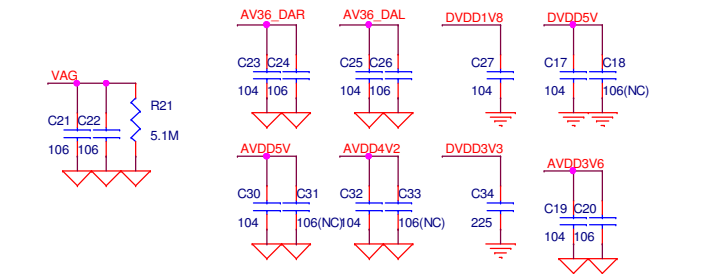 AV36_DAR AV36_DAL DVDD1V8 DVDD5V
C23 C24 C25 C26 C27 C17 C18
104 106 104 106 104 104 106(NC)
VAG
R21
C21 C22
5.1M
106 106
AVDD5V AVDD4V2 DVDD3V3
AVDD3V6
C30 C31 C32 C33 C34
C19 C20
104 106(NC) 104 106(NC) 225
104 106